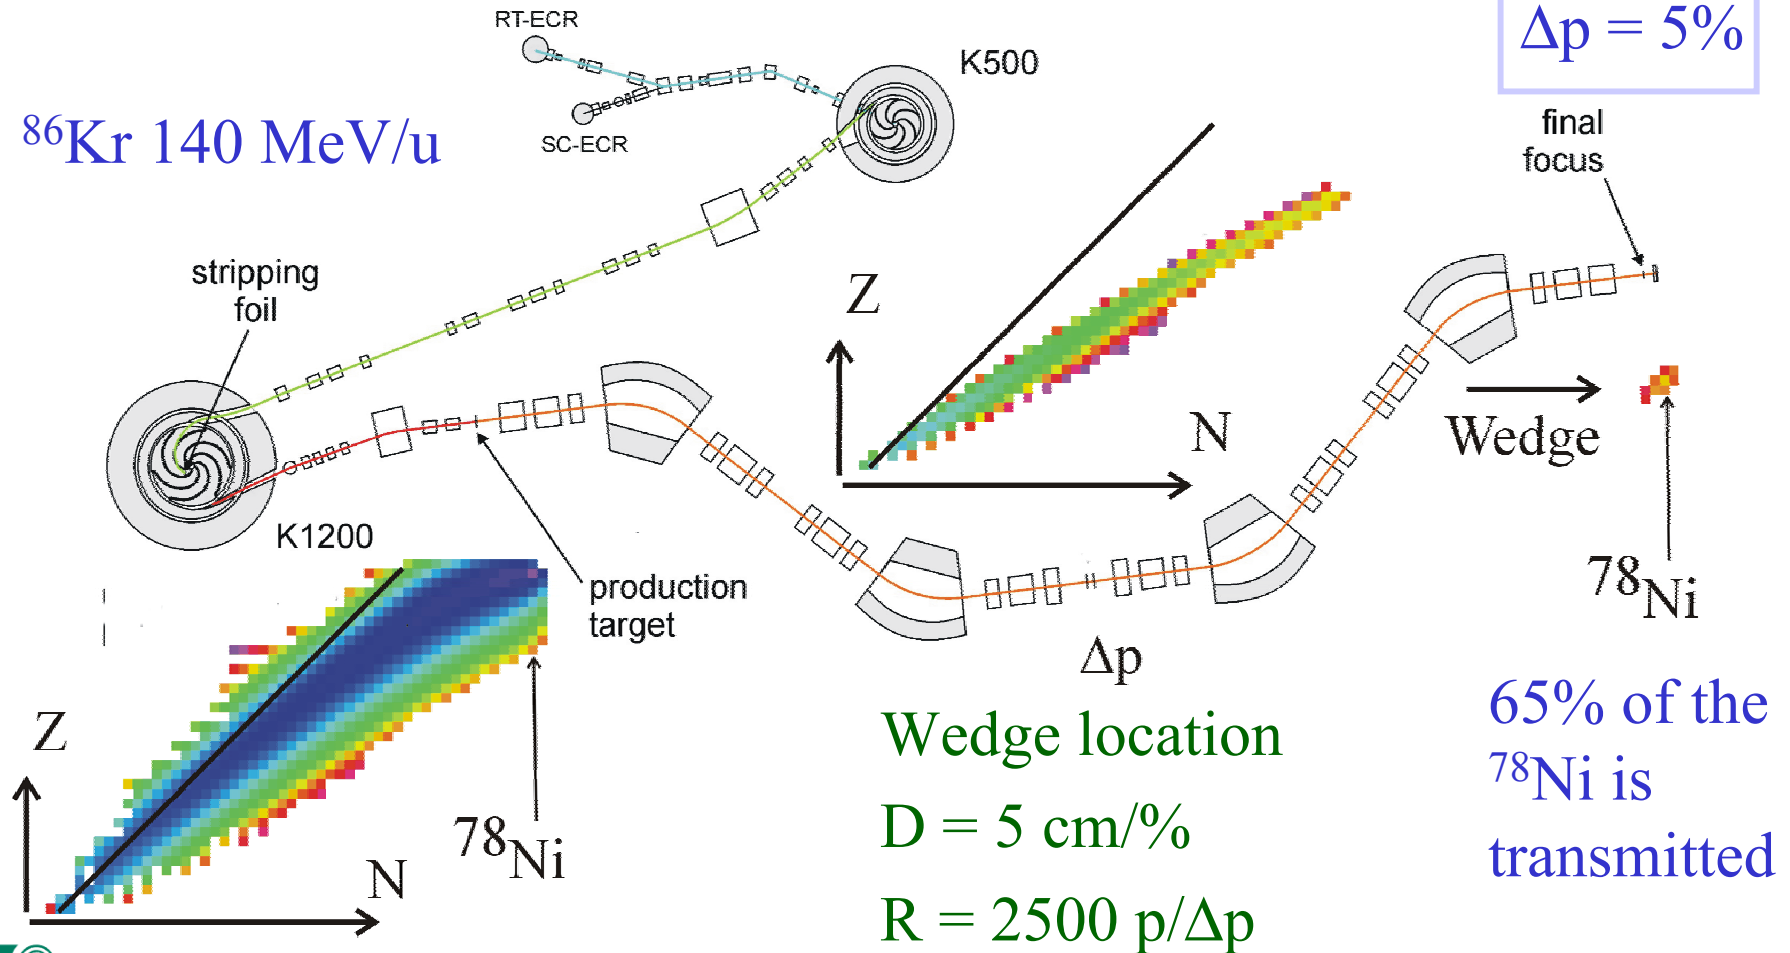 RT-ECR
SC-ECR
K500
Δp = 5%
⁸⁶Kr 140 MeV/u
final
focus
stripping
foil
Z
N
Wedge
⁷⁸Ni
K1200
production
target
Δp
Z
N
⁷⁸Ni
Wedge location
D = 5 cm/%
R = 2500 p/Δp
65% of the
⁷⁸Ni is
transmitted